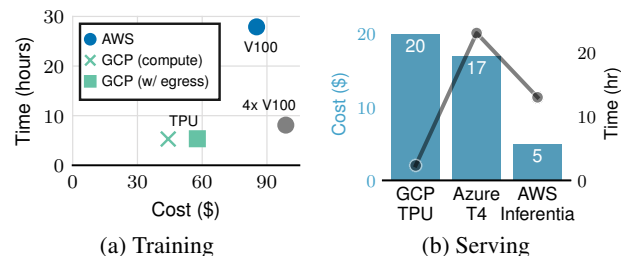 30
20
10
0
Time (hours)
AWS
GCP (compute)
GCP (w/ egress)
V100
4x V100
TPU
0 30 60 90
Cost ($)
(a) Training
20
10
0
Cost ($)
20
17
5
20
10
0
Time (hr)
GCP Azure AWS
TPU T4 Inferentia
(b) Serving